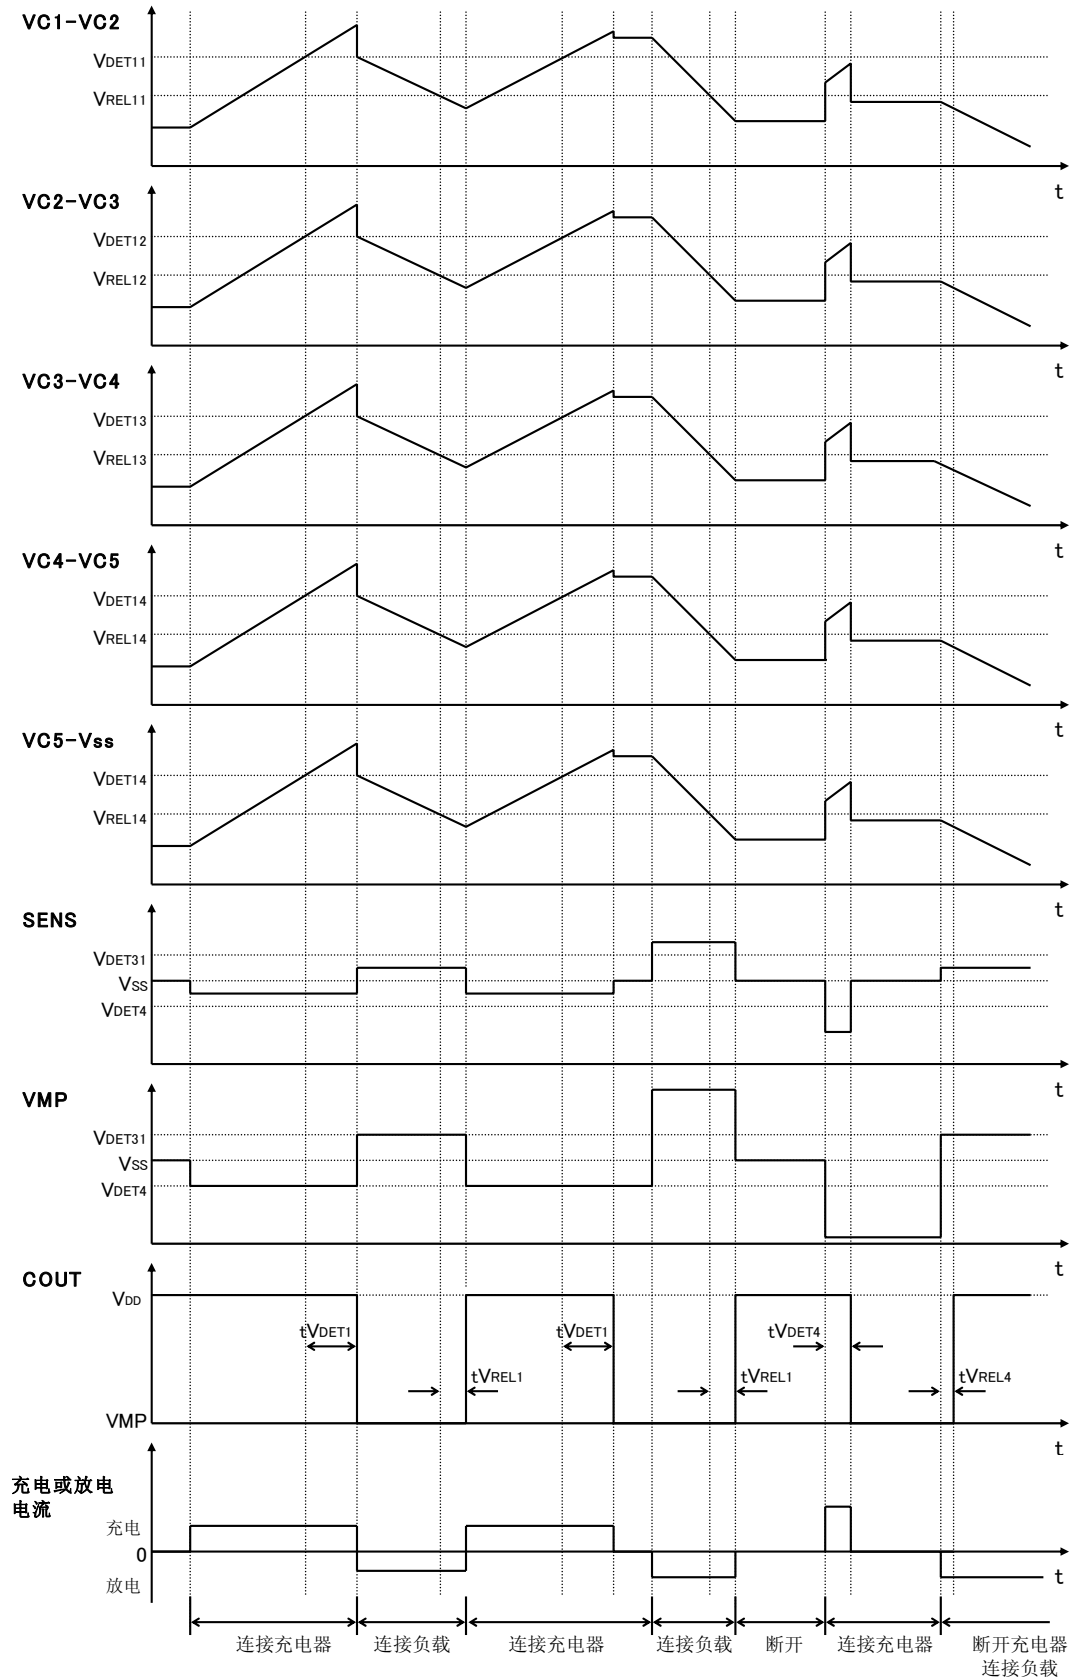 VC1-VC2
VDET11
VREL11
t
VC2-VC3
VDET12
VREL12
t
VC3-VC4
VDET13
VREL13
t
VC4-VC5
VDET14
VREL14
t
VC5-Vss
VDET14
VREL14
t
SENS
VDET31
VSS
VDET4
t
VMP
VDET31
VSS
VDET4
t
COUT
VDD
tVDET1
tVDET1
tVDET4
tVREL1
tVREL1
tVREL4
VMP
t
充电或放电
电流
充电
0
放电
t
连接充电器 连接负载 连接充电器 连接负载 断开 连接充电器 断开充电器
连接负载